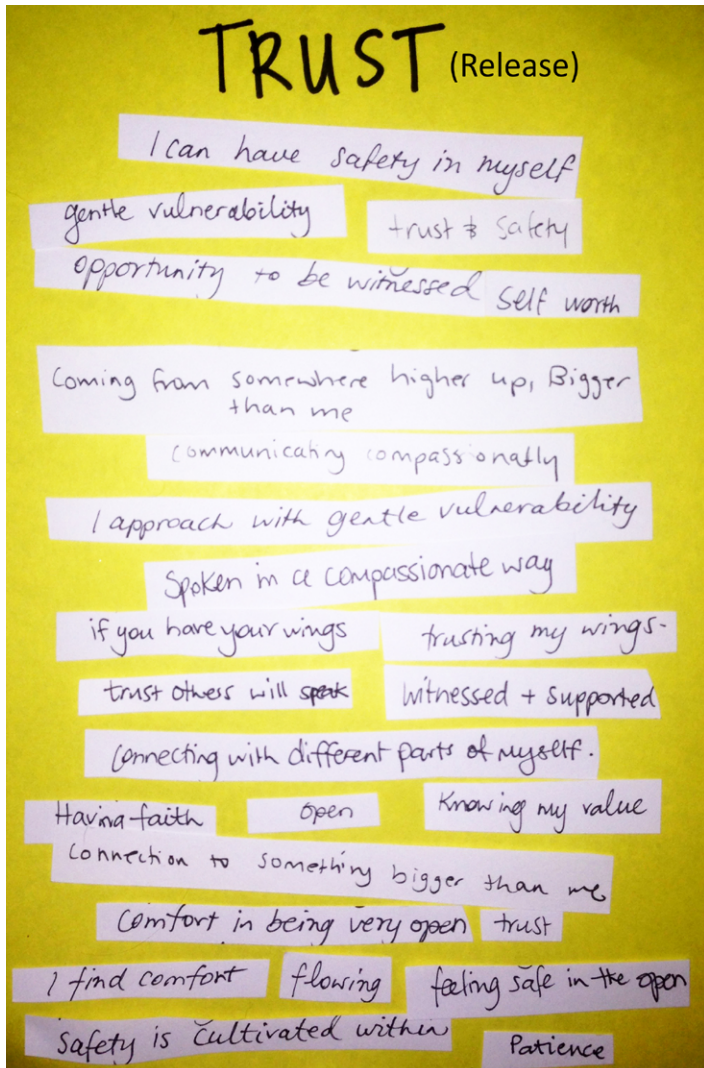 TRUST (Release)
I can have safety in myself
gentle vulnerability
trust & safety
opportunity to be witnessed
self worth
Coming from somewhere higher up, Bigger
than me
communicating compassionatly
I approach with gentle vulnerability
Spoken in a compassionate way
if you have your wings
trusting my wings-
trust others will speak
witnessed + supported
Connecting with different parts of myself.
Having faith
open
Knowing my value
Connection to something bigger than me
Comfort in being very open
trust
I find comfort
flowing
feeling safe in the open
safety is cultivated within
Patience